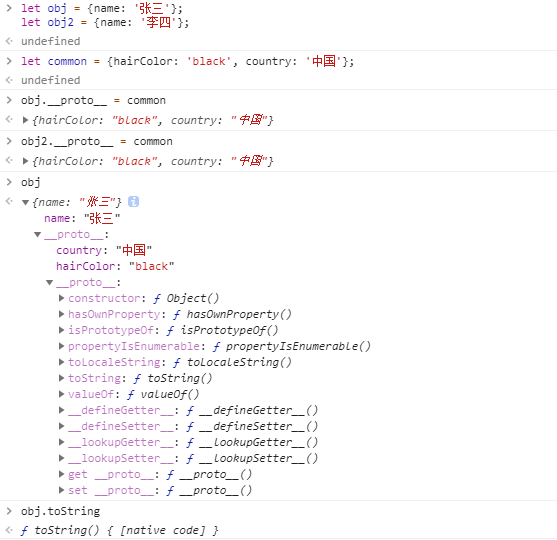 > let obj = {name: '张三'};
let obj2 = {name: '李四'};
undefined
> let common = {hairColor: 'black', country: '中国'};
undefined
> obj.__proto__ = common
▶{hairColor: "black", country: "中国"}
> obj2.__proto__ = common
▶{hairColor: "black", country: "中国"}
> obj
▼{name: "张三"} i
name: "张三"
▼__proto__:
country: "中国"
hairColor: "black"
▼__proto__:
▶constructor: ƒ Object()
▶hasOwnProperty: ƒ hasOwnProperty()
▶isPrototypeOf: ƒ isPrototypeOf()
▶propertyIsEnumerable: ƒ propertyIsEnumerable()
▶toLocaleString: ƒ toLocaleString()
▶toString: ƒ toString()
▶valueOf: ƒ valueOf()
▶__defineGetter__: ƒ __defineGetter__()
▶__defineSetter__: ƒ __defineSetter__()
▶__lookupGetter__: ƒ __lookupGetter__()
▶__lookupSetter__: ƒ __lookupSetter__()
▶get __proto__: ƒ __proto__()
▶set __proto__: ƒ __proto__()
> obj.toString
ƒ toString() { [native code] }